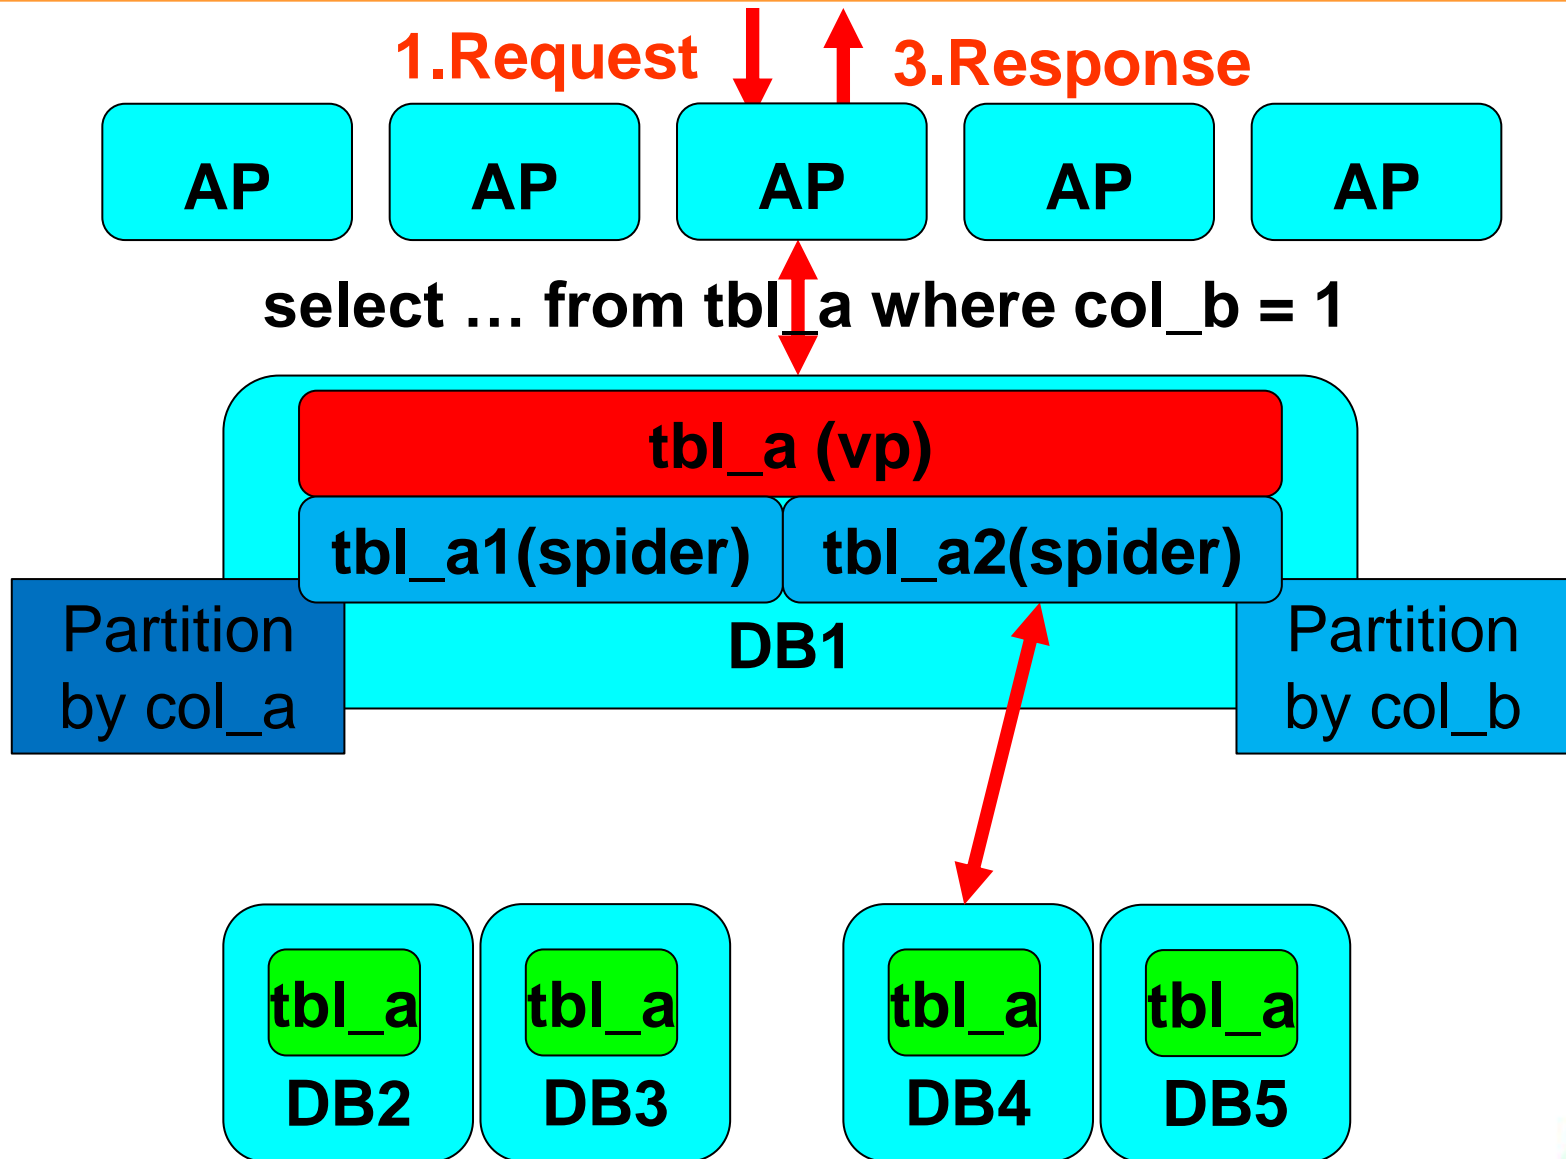 1.Request
3.Response
AP
AP
AP
AP
AP
select … from tbl_a where col_b = 1
tbl_a (vp)
tbl_a1(spider)
tbl_a2(spider)
Partition
by col_a
DB1
Partition
by col_b
tbl_a
DB2
tbl_a
DB3
tbl_a
DB4
tbl_a
DB5